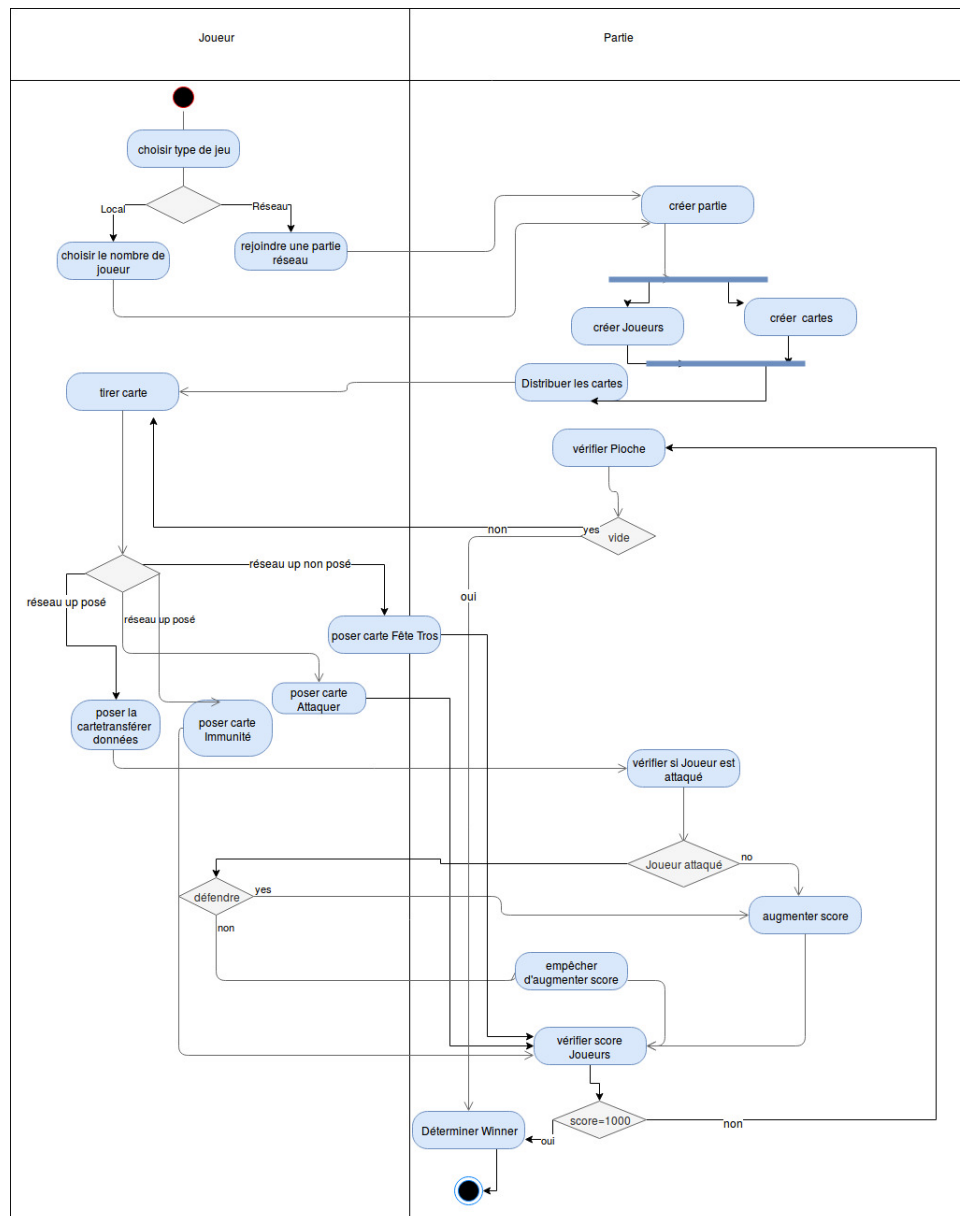 Joueur
Partie
choisir type de jeu
Local
Réseau
créer partie
choisir le nombre de
joueur
rejoindre une partie
réseau
créer Joueurs
créer cartes
tirer carte
Distribuer les cartes
vérifier Pioche
non
yes
vide
oui
réseau up non posé
réseau up posé
réseau up posé
poser carte Fête Tros
poser carte
Attaquer
poser la
cartetransférer
données
poser carte
Immunité
vérifier si Joueur est
attaqué
Joueur attaqué
no
défendre
yes
non
augmenter score
empêcher
d'augmenter score
vérifier score
Joueurs
score=1000
non
oui
Déterminer Winner